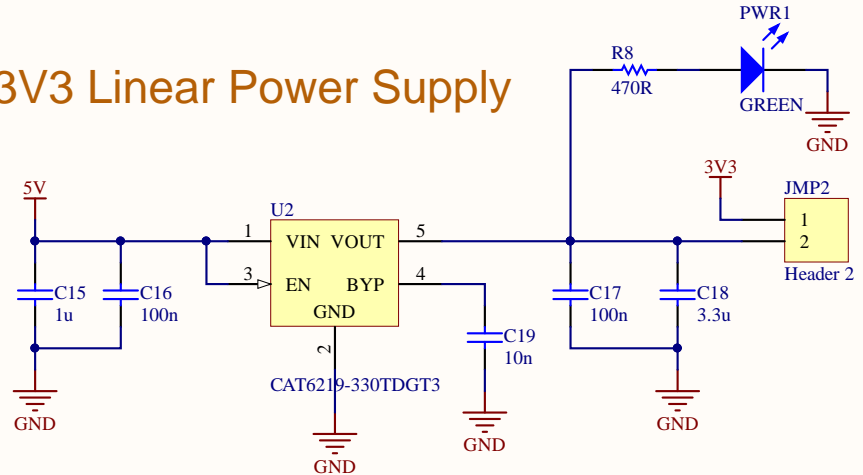 3V3 Linear Power Supply
PWR1
R8
470R
GREEN
GND
5V
U2
3V3
JMP2
1
VIN VOUT
5
1
2
3
EN
BYP
4
Header 2
GND
C15
1u
C16
100n
C17
100n
C18
3.3u
C19
10n
2
CAT6219-330TDGT3
GND
GND
GND
GND